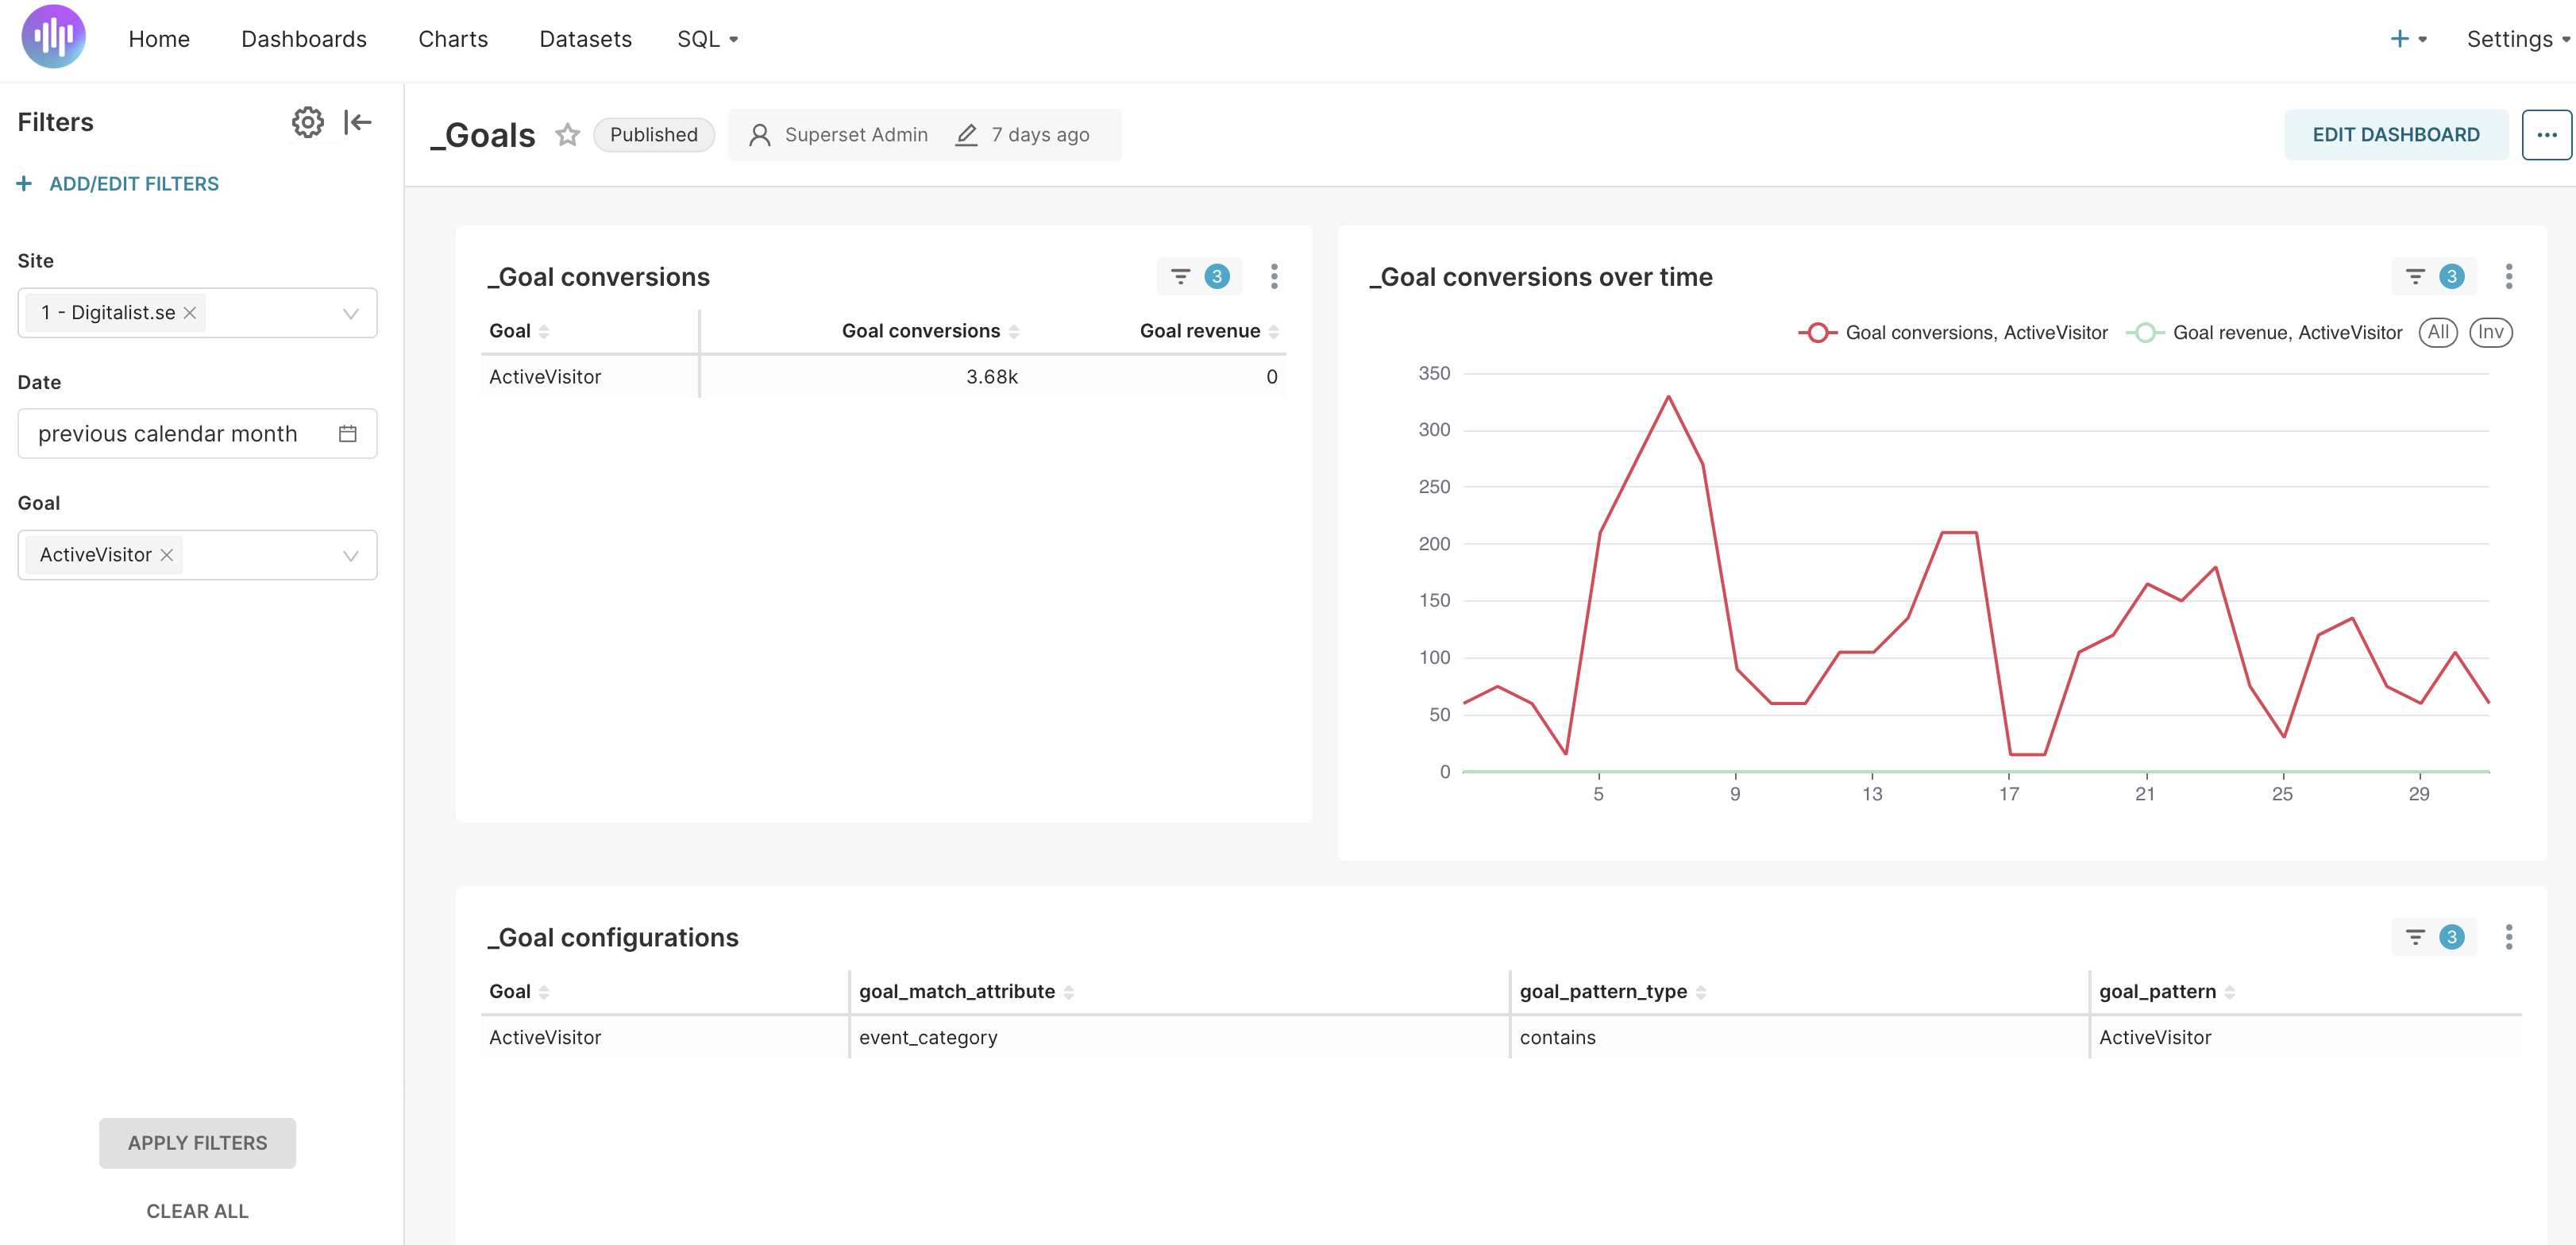 Home Dashboards Charts Datasets SQL Settings
Filters
ADD/EDIT FILTERS
Site
1 - Digitalist.se
Date
previous calendar month
Goal
ActiveVisitor
APPLY FILTERS
CLEAR ALL
_Goals Published Superset Admin 7 days ago EDIT DASHBOARD
_Goal conversions 3
Goal Goal conversions Goal revenue
ActiveVisitor 3.68k 0
_Goal conversions over time 3
Goal conversions, ActiveVisitor Goal revenue, ActiveVisitor All Inv
350
300
250
200
150
100
50
0
5 9 13 17 21 25 29
_Goal configurations 3
Goal goal_match_attribute goal_pattern_type goal_pattern
ActiveVisitor event_category contains ActiveVisitor